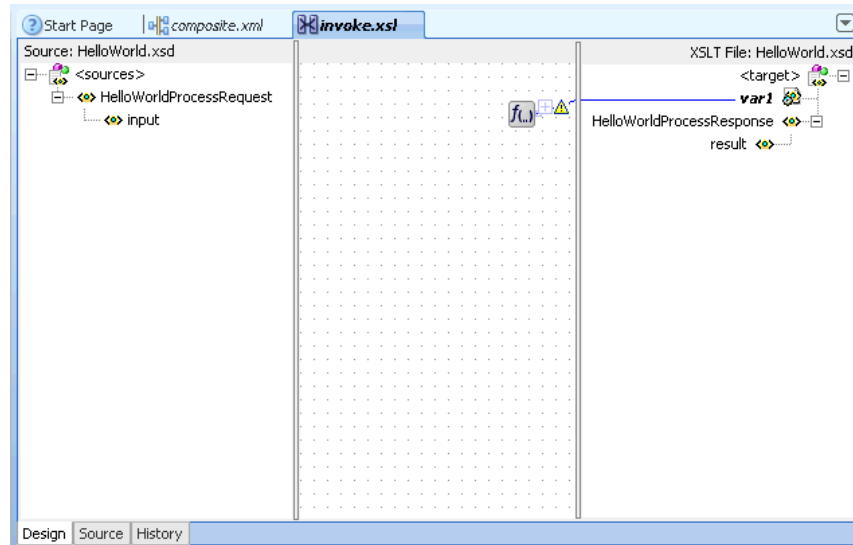 Start Page composite.xml invoke.xsl
Source: HelloWorld.xsd XSLT File: HelloWorld.xsd
<sources> <target>
HelloWorldProcessRequest var1
input f(..) HelloWorldProcessResponse
result
Design Source History